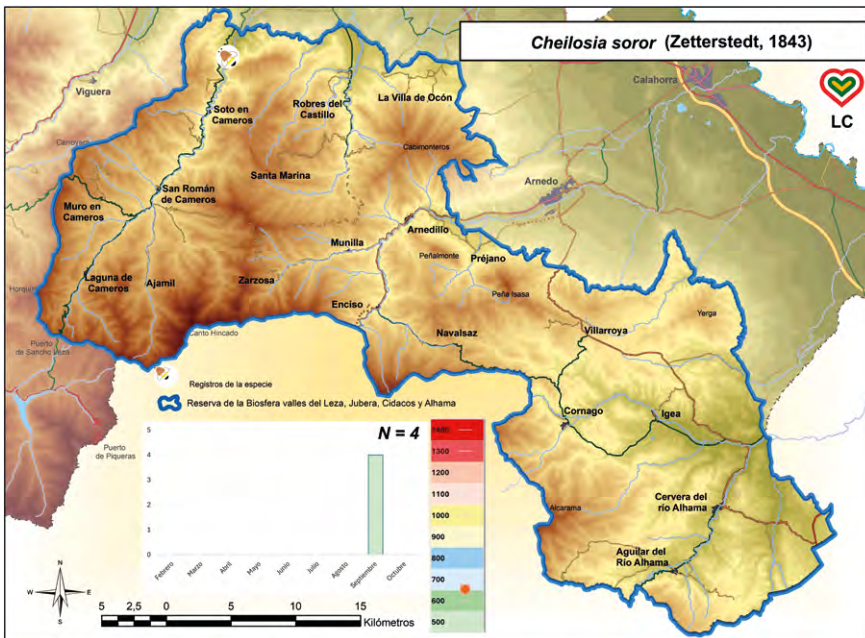 Cheilosia soror (Zetterstedt, 1843)
LC
Calahorra
Viguera
Soto en
Cameros
Robres del
Castillo
La Villa de Ocón
Cabimonteros
Arnedo
Santa Marina
San Román
de Cameros
Muro en
Cameros
Arnedillo
Munilla
Peñalmonte
Préjano
Laguna de
Cameros
Ajamil
Zarzosa
Enciso
Peña Isasa
Navalsaz
Villarroya
Yerga
Canto Hincado
Puerto
de Sancho Leza
Registros de la especie
Reserva de la Biosfera valles del Leza, Jubera, Cidacos y Alhama
Puerto
de Piqueras
Cornago
Igea
Alcarama
Cervera del
río Alhama
Aguilar del
Río Alhama
N = 4
5
4
3
2
1
0
Febrero
Marzo
Abril
Mayo
Junio
Julio
Agosto
Septiembre
Octubre
1400
1300
1200
1100
1000
900
800
700
600
500
N
W
E
S
5
2,5
0
5
10
15
Kilómetros